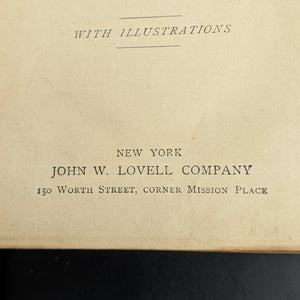 WITH ILLUSTRATIONS
NEW YORK
JOHN W. LOVELL COMPANY
150 WORTH STREET, CORNER MISSION PLACE